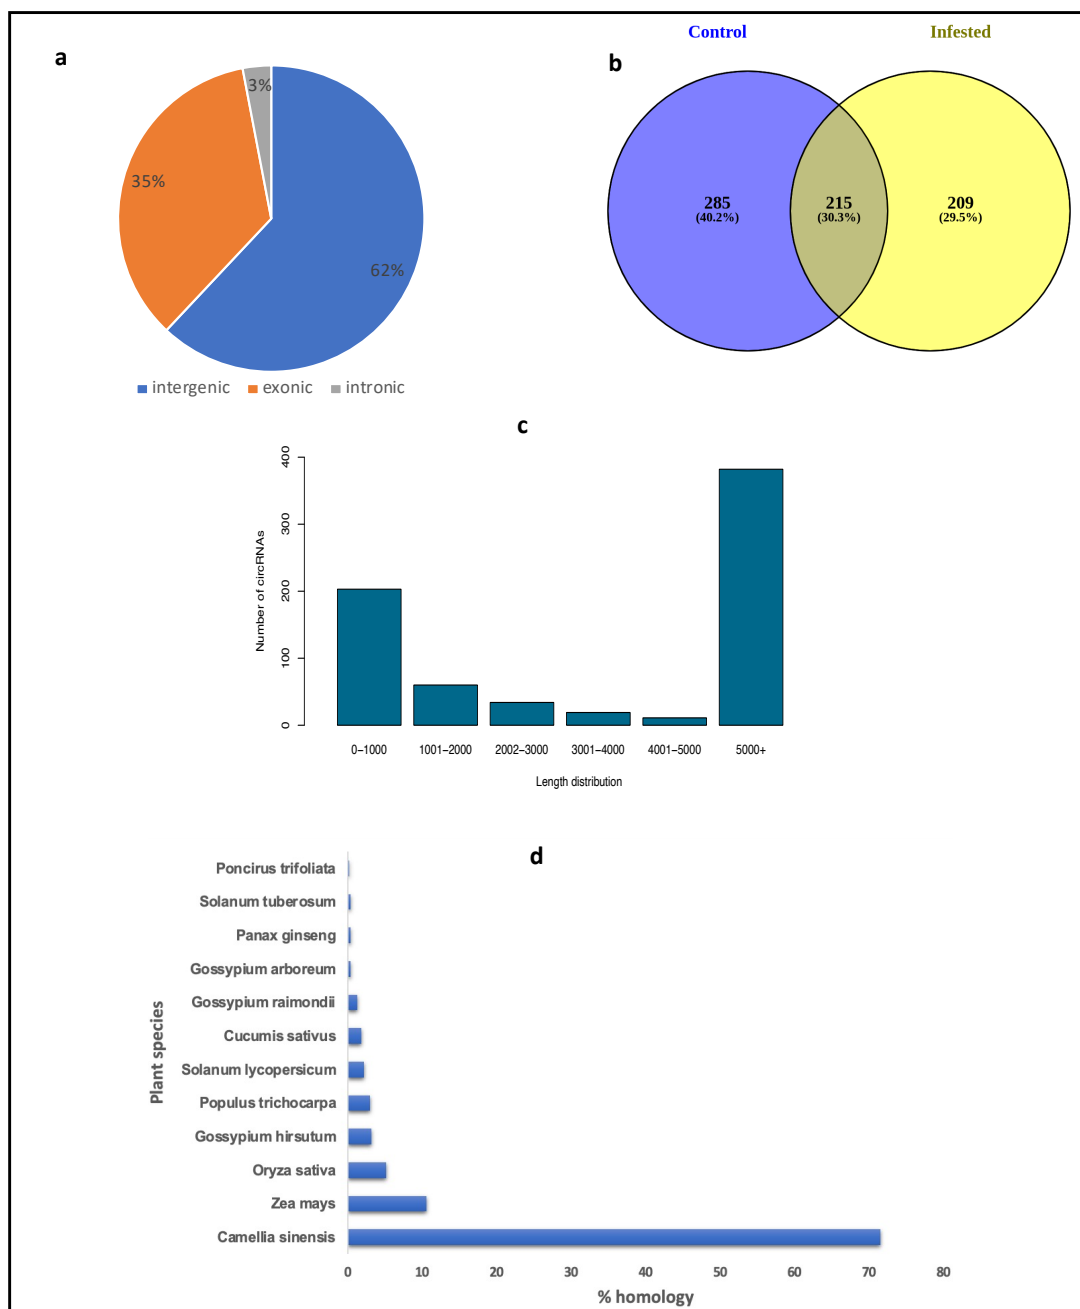 a
3%
35%
62%
intergenic exonic intronic
Control Infested
b
285 215 209
(40.2%) (30.3%) (29.5%)
c
Number of circRNAs
400
300
200
100
0
0-1000 1001-2000 2002-3000 3001-4000 4001-5000 5000+
Length distribution
d
Plant species
Poncirus trifoliata
Solanum tuberosum
Panax ginseng
Gossypium arboreum
Gossypium raimondii
Cucumis sativus
Solanum lycopersicum
Populus trichocarpa
Gossypium hirsutum
Oryza sativa
Zea mays
Camellia sinensis
0 10 20 30 40 50 60 70 80
% homology